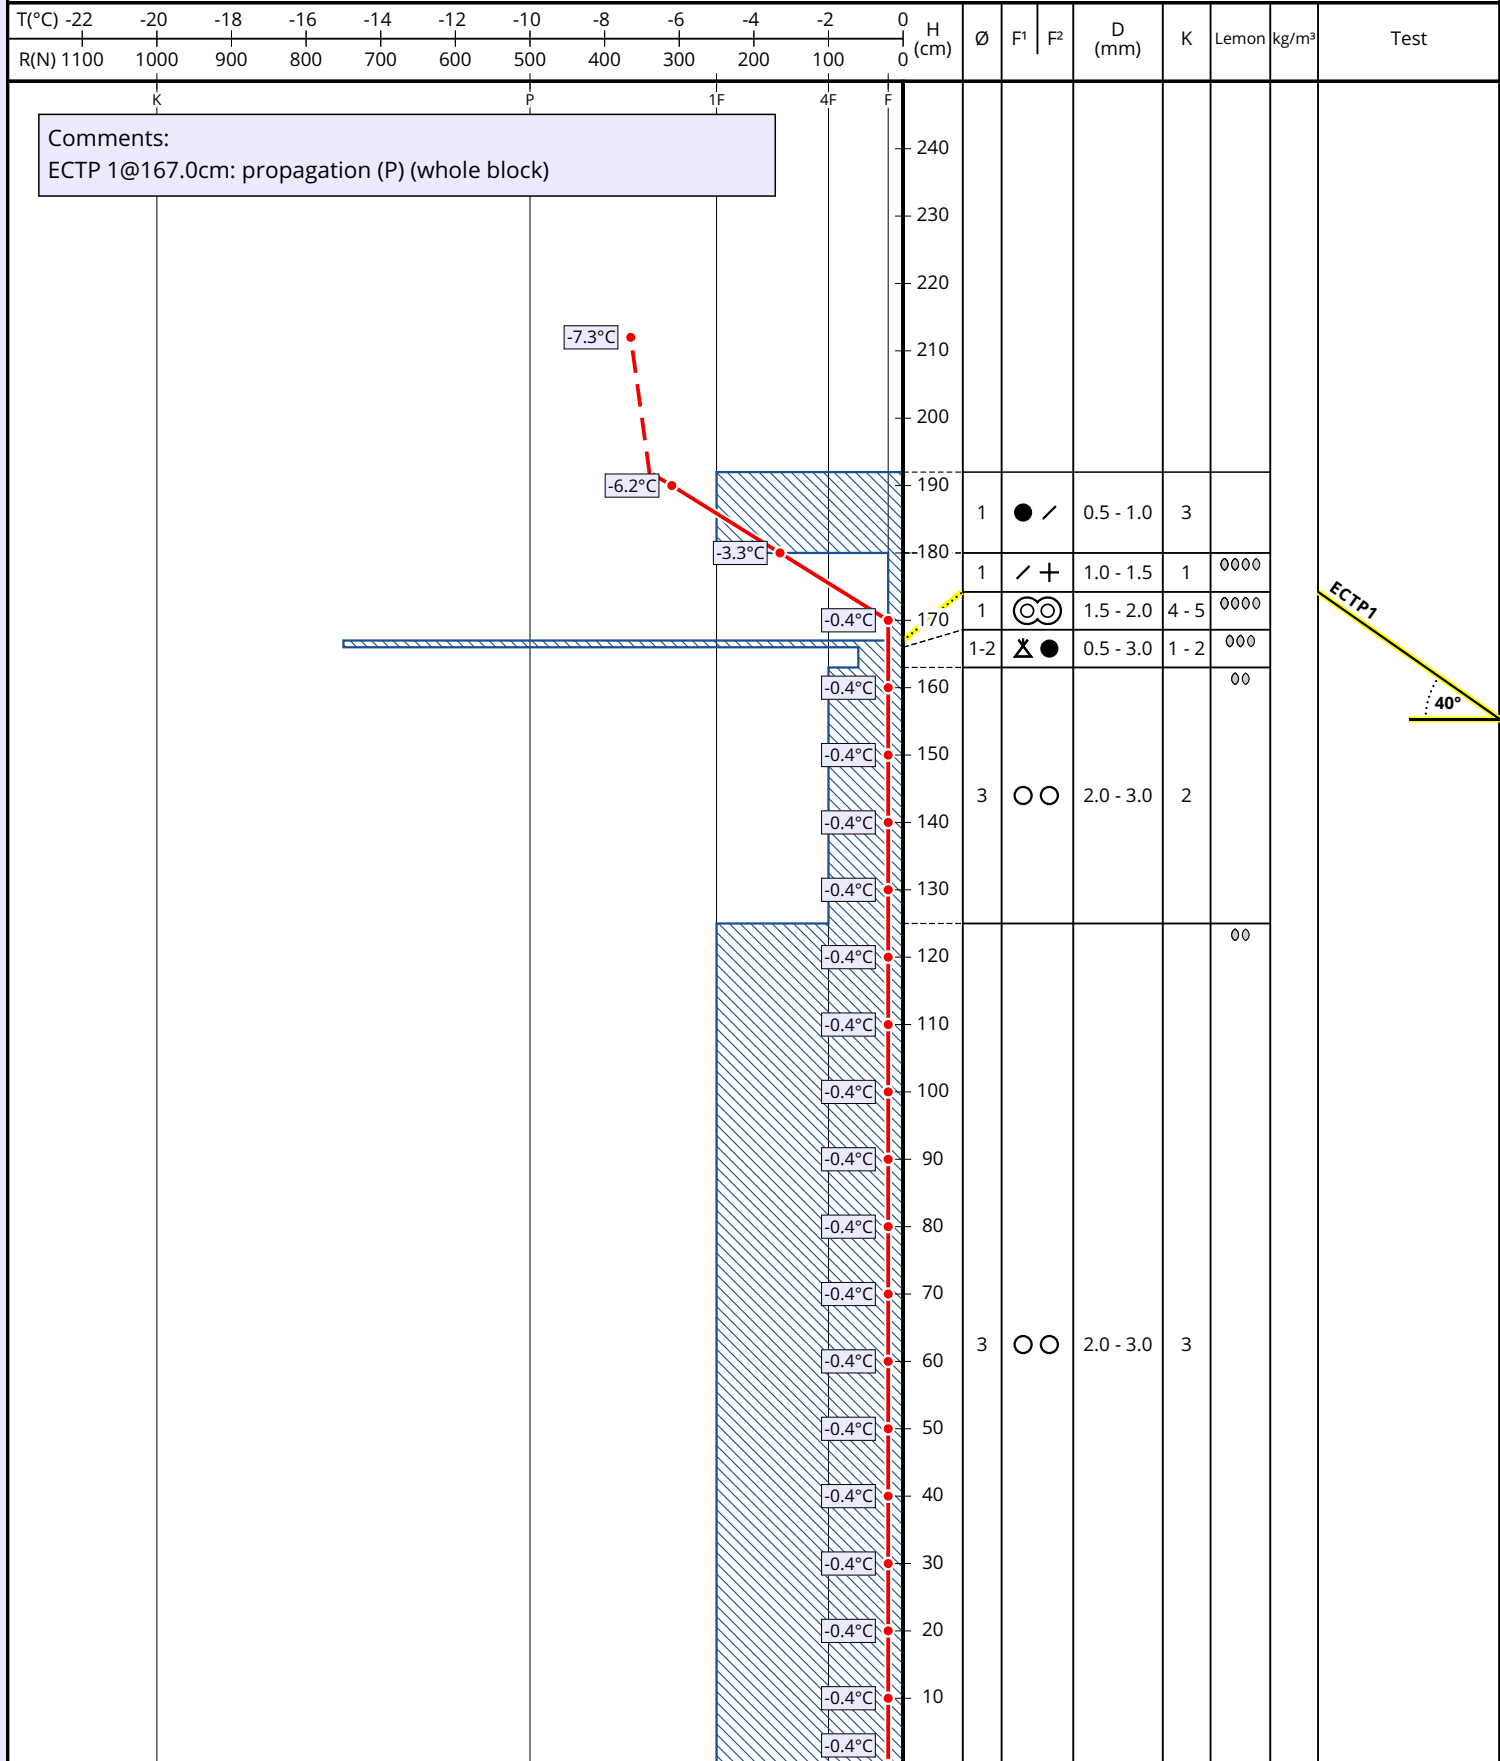 T(°C) -22 -20 -18 -16 -14 -12 -10 -8 -6 -4 -2 0
R(N) 1100 1000 900 800 700 600 500 400 300 200 100 0
H (cm) Ø F¹ F² D (mm) K Lemon kg/m³ Test
K P 1F 4F F
Comments:
ECTP 1@167.0cm: propagation (P) (whole block)
240
230
220
-7.3°C
210
200
-6.2°C 190
1 0.5 - 1.0 3
-3.3°C 180
1 1.0 - 1.5 1
ECTP1
-0.4°C 170 1 1.5 - 2.0 4 - 5
1-2 0.5 - 3.0 1 - 2
-0.4°C 160
40°
-0.4°C 150
3 2.0 - 3.0 2
-0.4°C 140
-0.4°C 130
-0.4°C 120
-0.4°C 110
-0.4°C 100
-0.4°C 90
-0.4°C 80
-0.4°C 70
3 2.0 - 3.0 3
-0.4°C 60
-0.4°C 50
-0.4°C 40
-0.4°C 30
-0.4°C 20
-0.4°C 10
-0.4°C